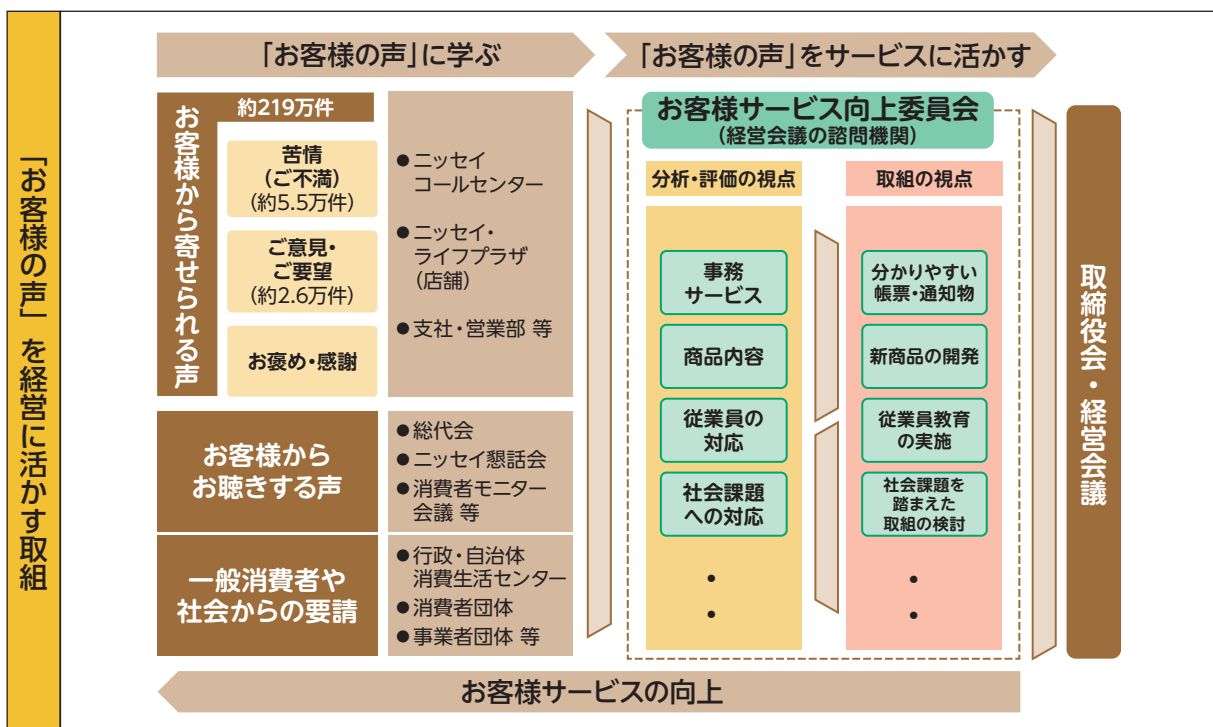 「お客様の声」を経営に活かす取組
「お客様の声」に学ぶ
「お客様の声」をサービスに活かす
お客様から寄せられる声
約219万件
苦情
(ご不満)
(約5.5万件)
ご意見・
ご要望
(約2.6万件)
お褒め・感謝
●ニッセイ
コールセンター
●ニッセイ・
ライフプラザ
(店舗)
●支社・営業部 等
お客様から
お聴きする声
●総代会
●ニッセイ懇話会
●消費者モニター
会議 等
一般消費者や
社会からの要請
●行政・自治体
消費生活センター
●消費者団体
●事業者団体 等
お客様サービス向上委員会
(経営会議の諮問機関)
分析・評価の視点
事務
サービス
商品内容
従業員の
対応
社会課題
への対応
・
・
取組の視点
分かりやすい
帳票・通知物
新商品の開発
従業員教育
の実施
社会課題を
踏まえた
取組の検討
・
・
取締役会・経営会議
お客様サービスの向上